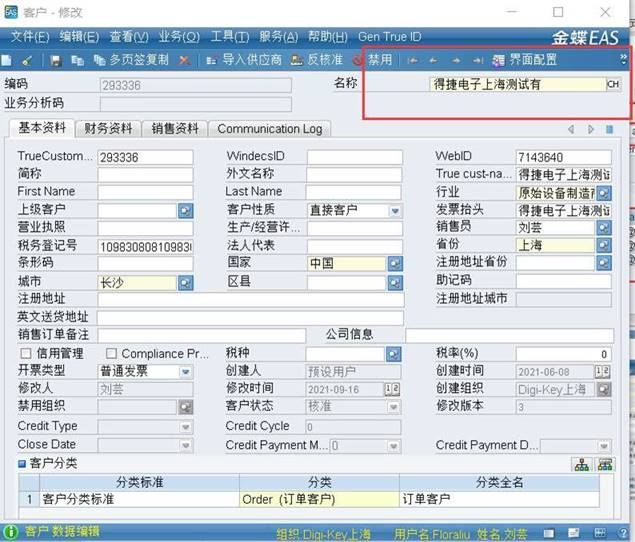 客户 - 修改
文件(F) 编辑(E) 查看(V) 业务(O) 工具(T) 服务(A) 帮助(H) Gen True ID 金蝶EAS
多页签复制 导入供应商 反核准 禁用 界面配置
编码 293336 名称 得捷电子上海测试有 CH
业务分析码
基本资料 财务资料 销售资料 Communication Log
TrueCustom... 293336 WindecsID WebID 7143640
简称 外文名称 True cust-na... 得捷电子上海测试
First Name Last Name 行业 原始设备制造商
上级客户 客户性质 直接客户 发票抬头 得捷电子上海测试
营业执照 生产/经营许... 销售员 刘芸
税务登记号 109830808109830 法人代表 省份 上海
条形码 国家 中国 注册地址省份
城市 长沙 区县 助记码
注册地址 注册地址城市
英文送货地址
销售订单备注 公司信息
信用管理 Compliance Pr... 税种 税率(%) 0
开票类型 普通发票 创建人 预设用户 创建时间 2021-06-08
修改人 刘芸 修改时间 2021-09-16 创建组织 Digi-Key上海
禁用组织 客户状态 核准 修改版本 3
Credit Type Credit Cycle 0
Close Date Credit Payment M... 0 Credit Payment D...
客户分类
分类标准 分类 分类全名
1 客户分类标准 Order (订单客户) 订单客户
客户 数据编辑 组织 Digi-Key上海 用户名 Floraliu 姓名 刘芸